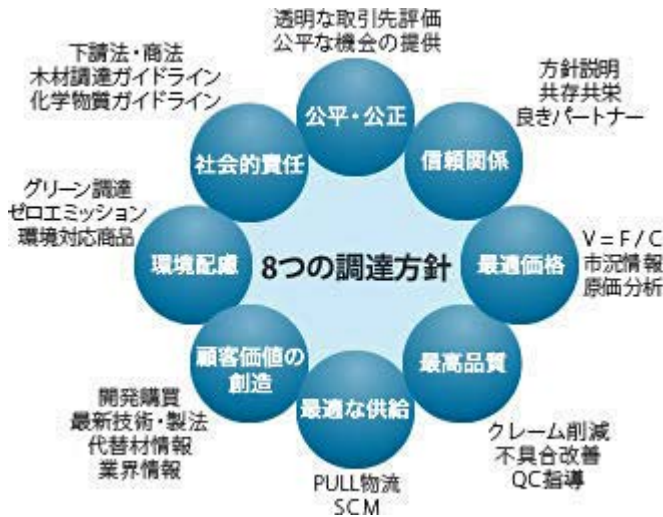 透明な取引先評価
公平な機会の提供
公平・公正
方針説明
共存共栄
良きパートナー
信頼関係
V = F / C
市況情報
原価分析
最適価格
クレーム削減
不具合改善
QC指導
最高品質
PULL物流
SCM
最適な供給
開発購買
最新技術・製法
代替材情報
業界情報
顧客価値の
創造
グリーン調達
ゼロエミッション
環境対応商品
環境配慮
下請法・商法
木材調達ガイドライン
化学物質ガイドライン
社会的責任
8つの調達方針